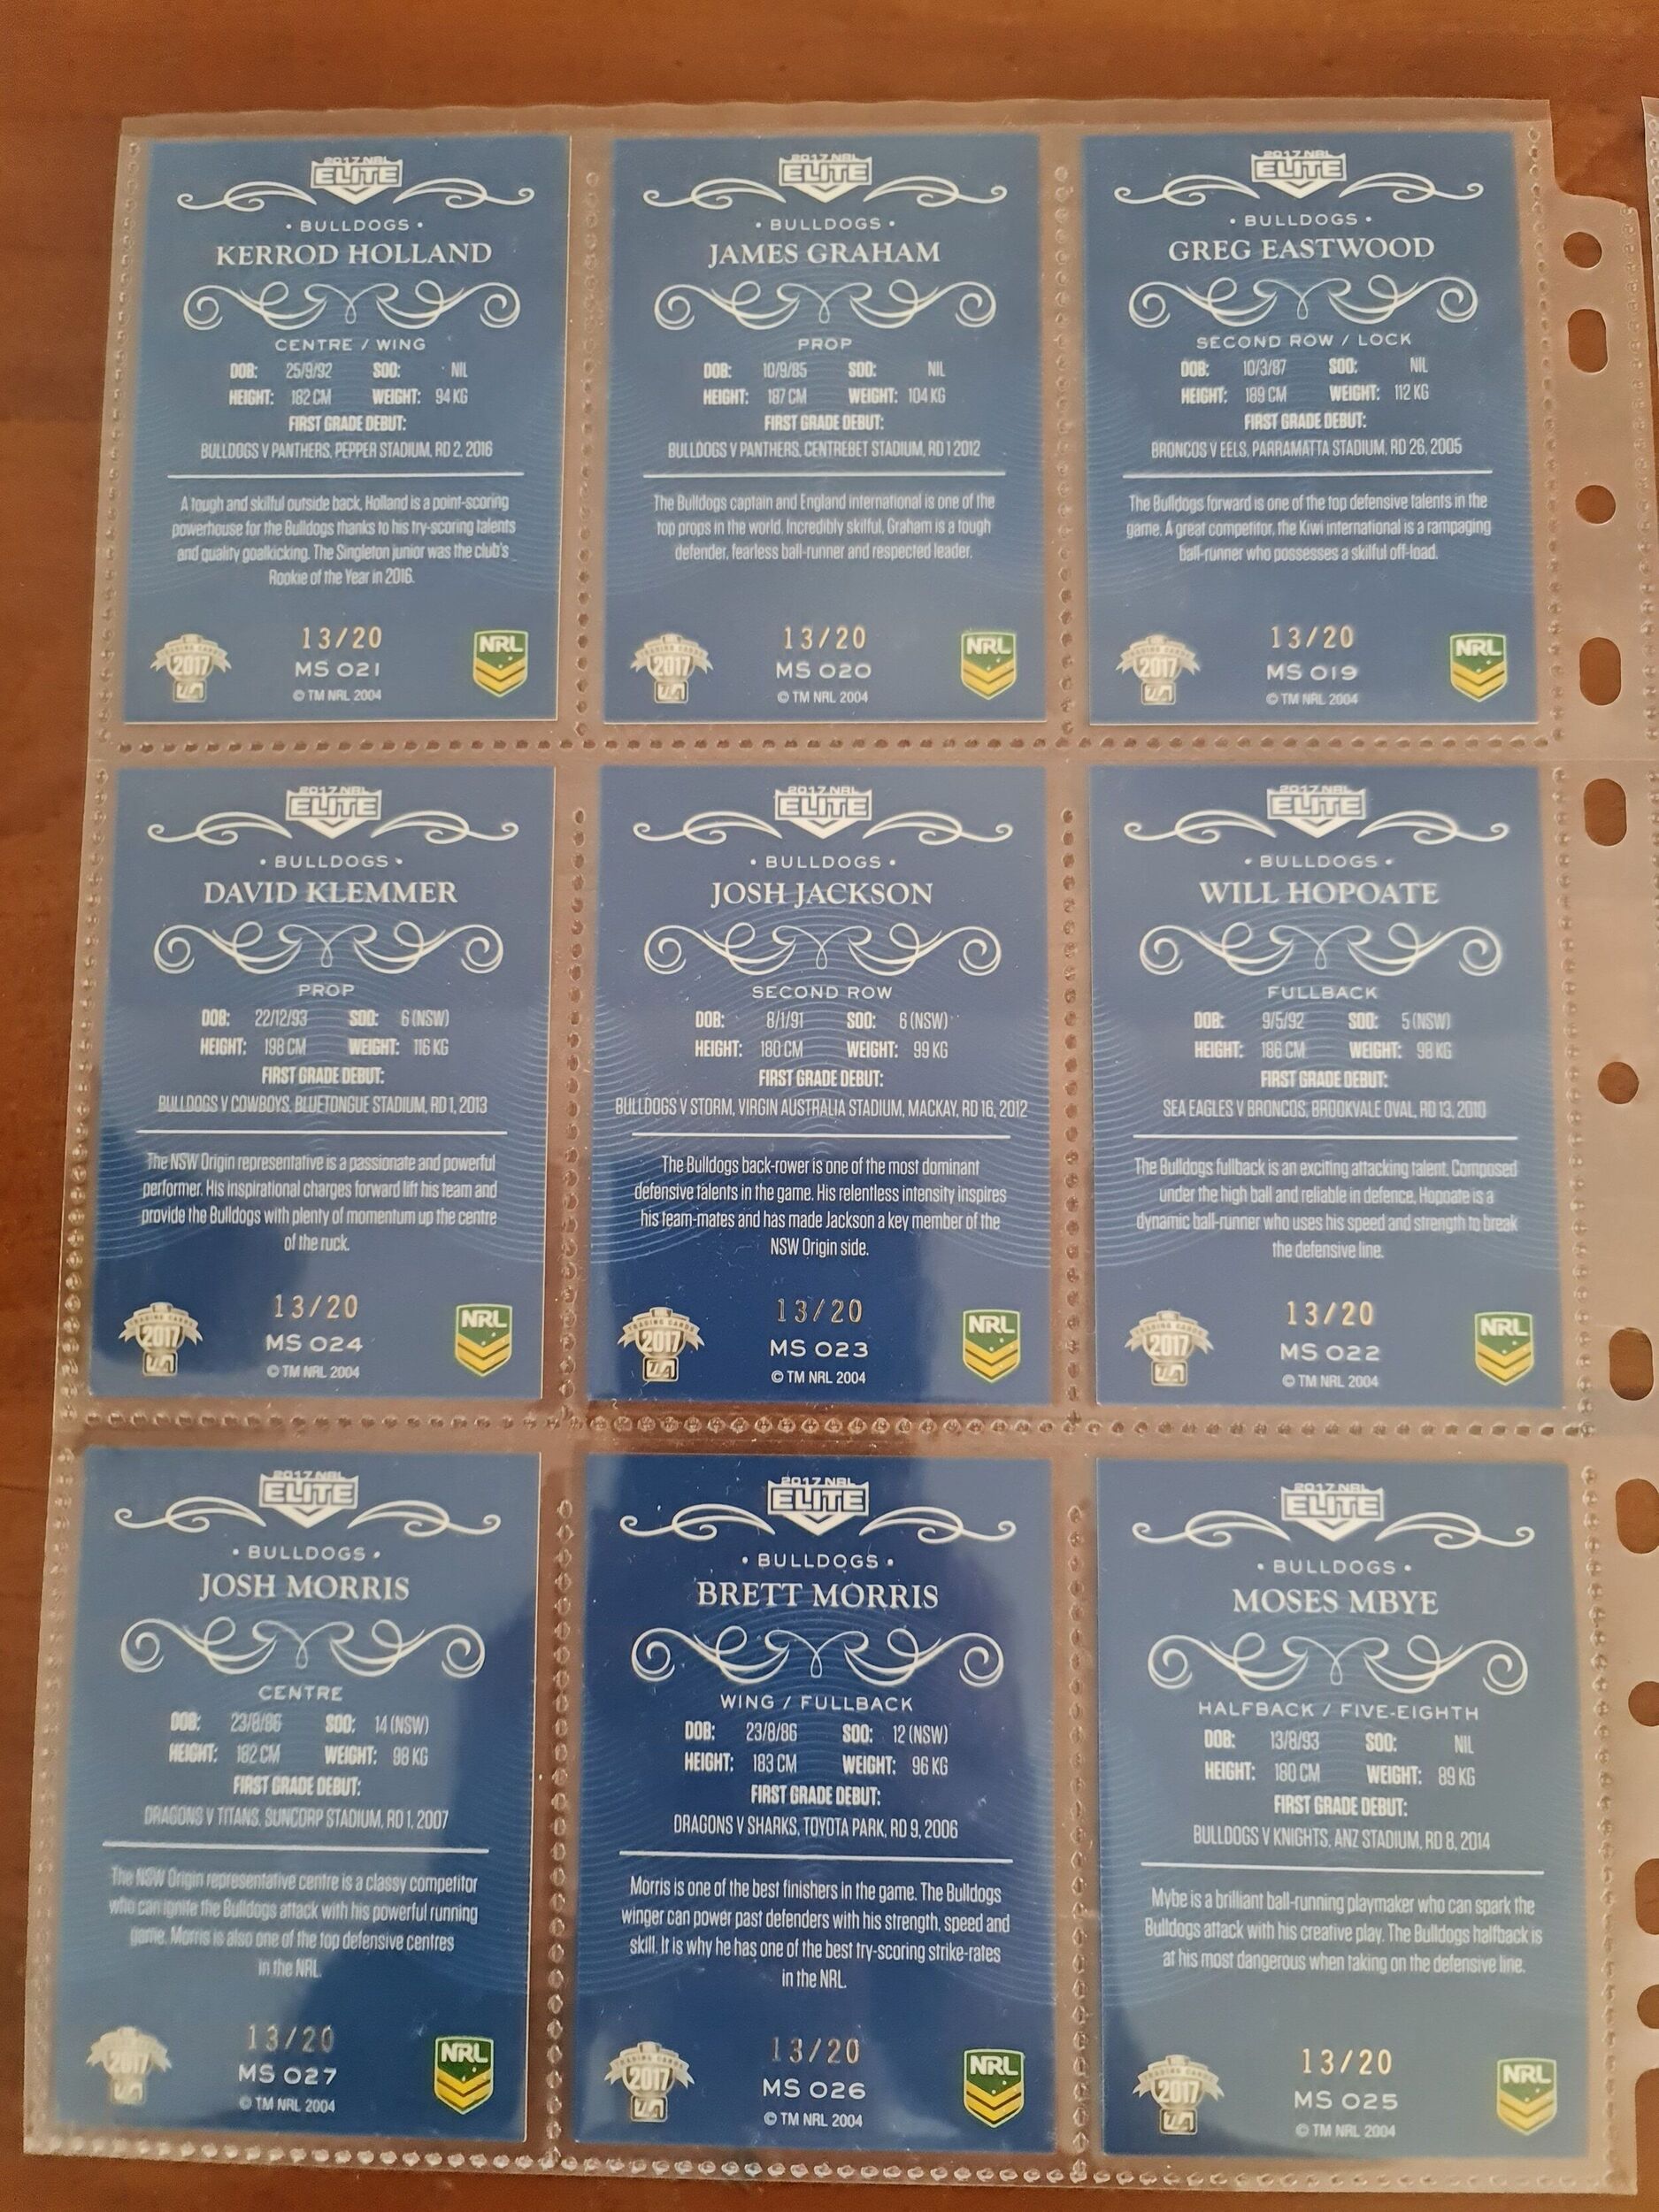 2017 NRL
ELITE
• BULLDOGS •
KERROD HOLLAND
CENTRE / WING
DOB: 25/9/92 SOO: NIL
HEIGHT: 182 CM WEIGHT: 94 KG
FIRST GRADE DEBUT:
BULLDOGS V PANTHERS, PEPPER STADIUM, RD 2, 2016
A tough and skilful outside back, Holland is a point-scoring
powerhouse for the Bulldogs thanks to his try-scoring talents
and quality goalkicking. The Singleton junior was the club's
Rookie of the Year in 2016.
13/20
2017
MS 021
NRL
© TM NRL 2004
2017 NRL
ELITE
• BULLDOGS •
JAMES GRAHAM
PROP
DOB: 10/9/85 SOO: NIL
HEIGHT: 187 CM WEIGHT: 104 KG
FIRST GRADE DEBUT:
BULLDOGS V PANTHERS, CENTREBET STADIUM, RD 1 2012
The Bulldogs captain and England international is one of the
top props in the world. Incredibly skilful, Graham is a tough
defender, fearless ball-runner and respected leader.
13/20
2017
MS 020
NRL
© TM NRL 2004
2017 NRL
ELITE
• BULLDOGS •
GREG EASTWOOD
SECOND ROW / LOCK
DOB: 10/3/87 SOO: NIL
HEIGHT: 189 CM WEIGHT: 112 KG
FIRST GRADE DEBUT:
BRONCOS V EELS, PARRAMATTA STADIUM, RD 26, 2005
The Bulldogs forward is one of the top defensive talents in the
game. A great competitor, the Kiwi international is a rampaging
ball-runner who possesses a skilful off-load.
13/20
2017
MS 019
NRL
© TM NRL 2004
2017 NRL
ELITE
• BULLDOGS •
DAVID KLEMMER
PROP
DOB: 22/12/93 SOO: 6 (NSW)
HEIGHT: 198 CM WEIGHT: 116 KG
FIRST GRADE DEBUT:
BULLDOGS V COWBOYS, BLUETONGUE STADIUM, RD 1, 2013
The NSW Origin representative is a passionate and powerful
performer. His inspirational charges forward lift his team and
provide the Bulldogs with plenty of momentum up the centre
of the ruck.
13/20
TRADING CARDS
2017
MS 024
NRL
© TM NRL 2004
2017 NRL
ELITE
• BULLDOGS •
JOSH JACKSON
SECOND ROW
DOB: 8/1/91 SOO: 6 (NSW)
HEIGHT: 180 CM WEIGHT: 99 KG
FIRST GRADE DEBUT:
BULLDOGS V STORM, VIRGIN AUSTRALIA STADIUM, MACKAY, RD 16, 2012
The Bulldogs back-rower is one of the most dominant
defensive talents in the game. His relentless intensity inspires
his team-mates and has made Jackson a key member of the
NSW Origin side.
13/20
TRADING CARDS
2017
MS 023
NRL
© TM NRL 2004
2017 NRL
ELITE
• BULLDOGS •
WILL HOPOATE
FULLBACK
DOB: 9/5/92 SOO: 5 (NSW)
HEIGHT: 186 CM WEIGHT: 98 KG
FIRST GRADE DEBUT:
SEA EAGLES V BRONCOS, BROOKVALE OVAL, RD 13, 2010
The Bulldogs fullback is an exciting attacking talent. Composed
under the high ball and reliable in defence, Hopoate is a
dynamic ball-runner who uses his speed and strength to break
the defensive line.
13/20
2017
MS 022
NRL
© TM NRL 2004
2017 NRL
ELITE
• BULLDOGS •
JOSH MORRIS
CENTRE
DOB: 23/8/86 SOO: 14 (NSW)
HEIGHT: 182 CM WEIGHT: 98 KG
FIRST GRADE DEBUT:
DRAGONS V TITANS, SUNCORP STADIUM, RD 1, 2007
The NSW Origin representative centre is a classy competitor
who can ignite the Bulldogs attack with his powerful running
game. Morris is also one of the top defensive centres
in the NRL.
13/20
2017
MS 027
NRL
© TM NRL 2004
2017 NRL
ELITE
• BULLDOGS •
BRETT MORRIS
WING / FULLBACK
DOB: 23/8/86 SOO: 12 (NSW)
HEIGHT: 183 CM WEIGHT: 96 KG
FIRST GRADE DEBUT:
DRAGONS V SHARKS, TOYOTA PARK, RD 9, 2006
Morris is one of the best finishers in the game. The Bulldogs
winger can power past defenders with his strength, speed and
skill. It is why he has one of the best try-scoring strike-rates
in the NRL.
13/20
TRADING CARDS
2017
MS 026
NRL
© TM NRL 2004
2017 NRL
ELITE
• BULLDOGS •
MOSES MBYE
HALFBACK / FIVE-EIGHTH
DOB: 13/8/93 SOO: NIL
HEIGHT: 180 CM WEIGHT: 89 KG
FIRST GRADE DEBUT:
BULLDOGS V KNIGHTS, ANZ STADIUM, RD 8, 2014
Mybe is a brilliant ball-running playmaker who can spark the
Bulldogs attack with his creative play. The Bulldogs halfback is
at his most dangerous when taking on the defensive line.
13/20
2017
MS 025
NRL
© TM NRL 2004